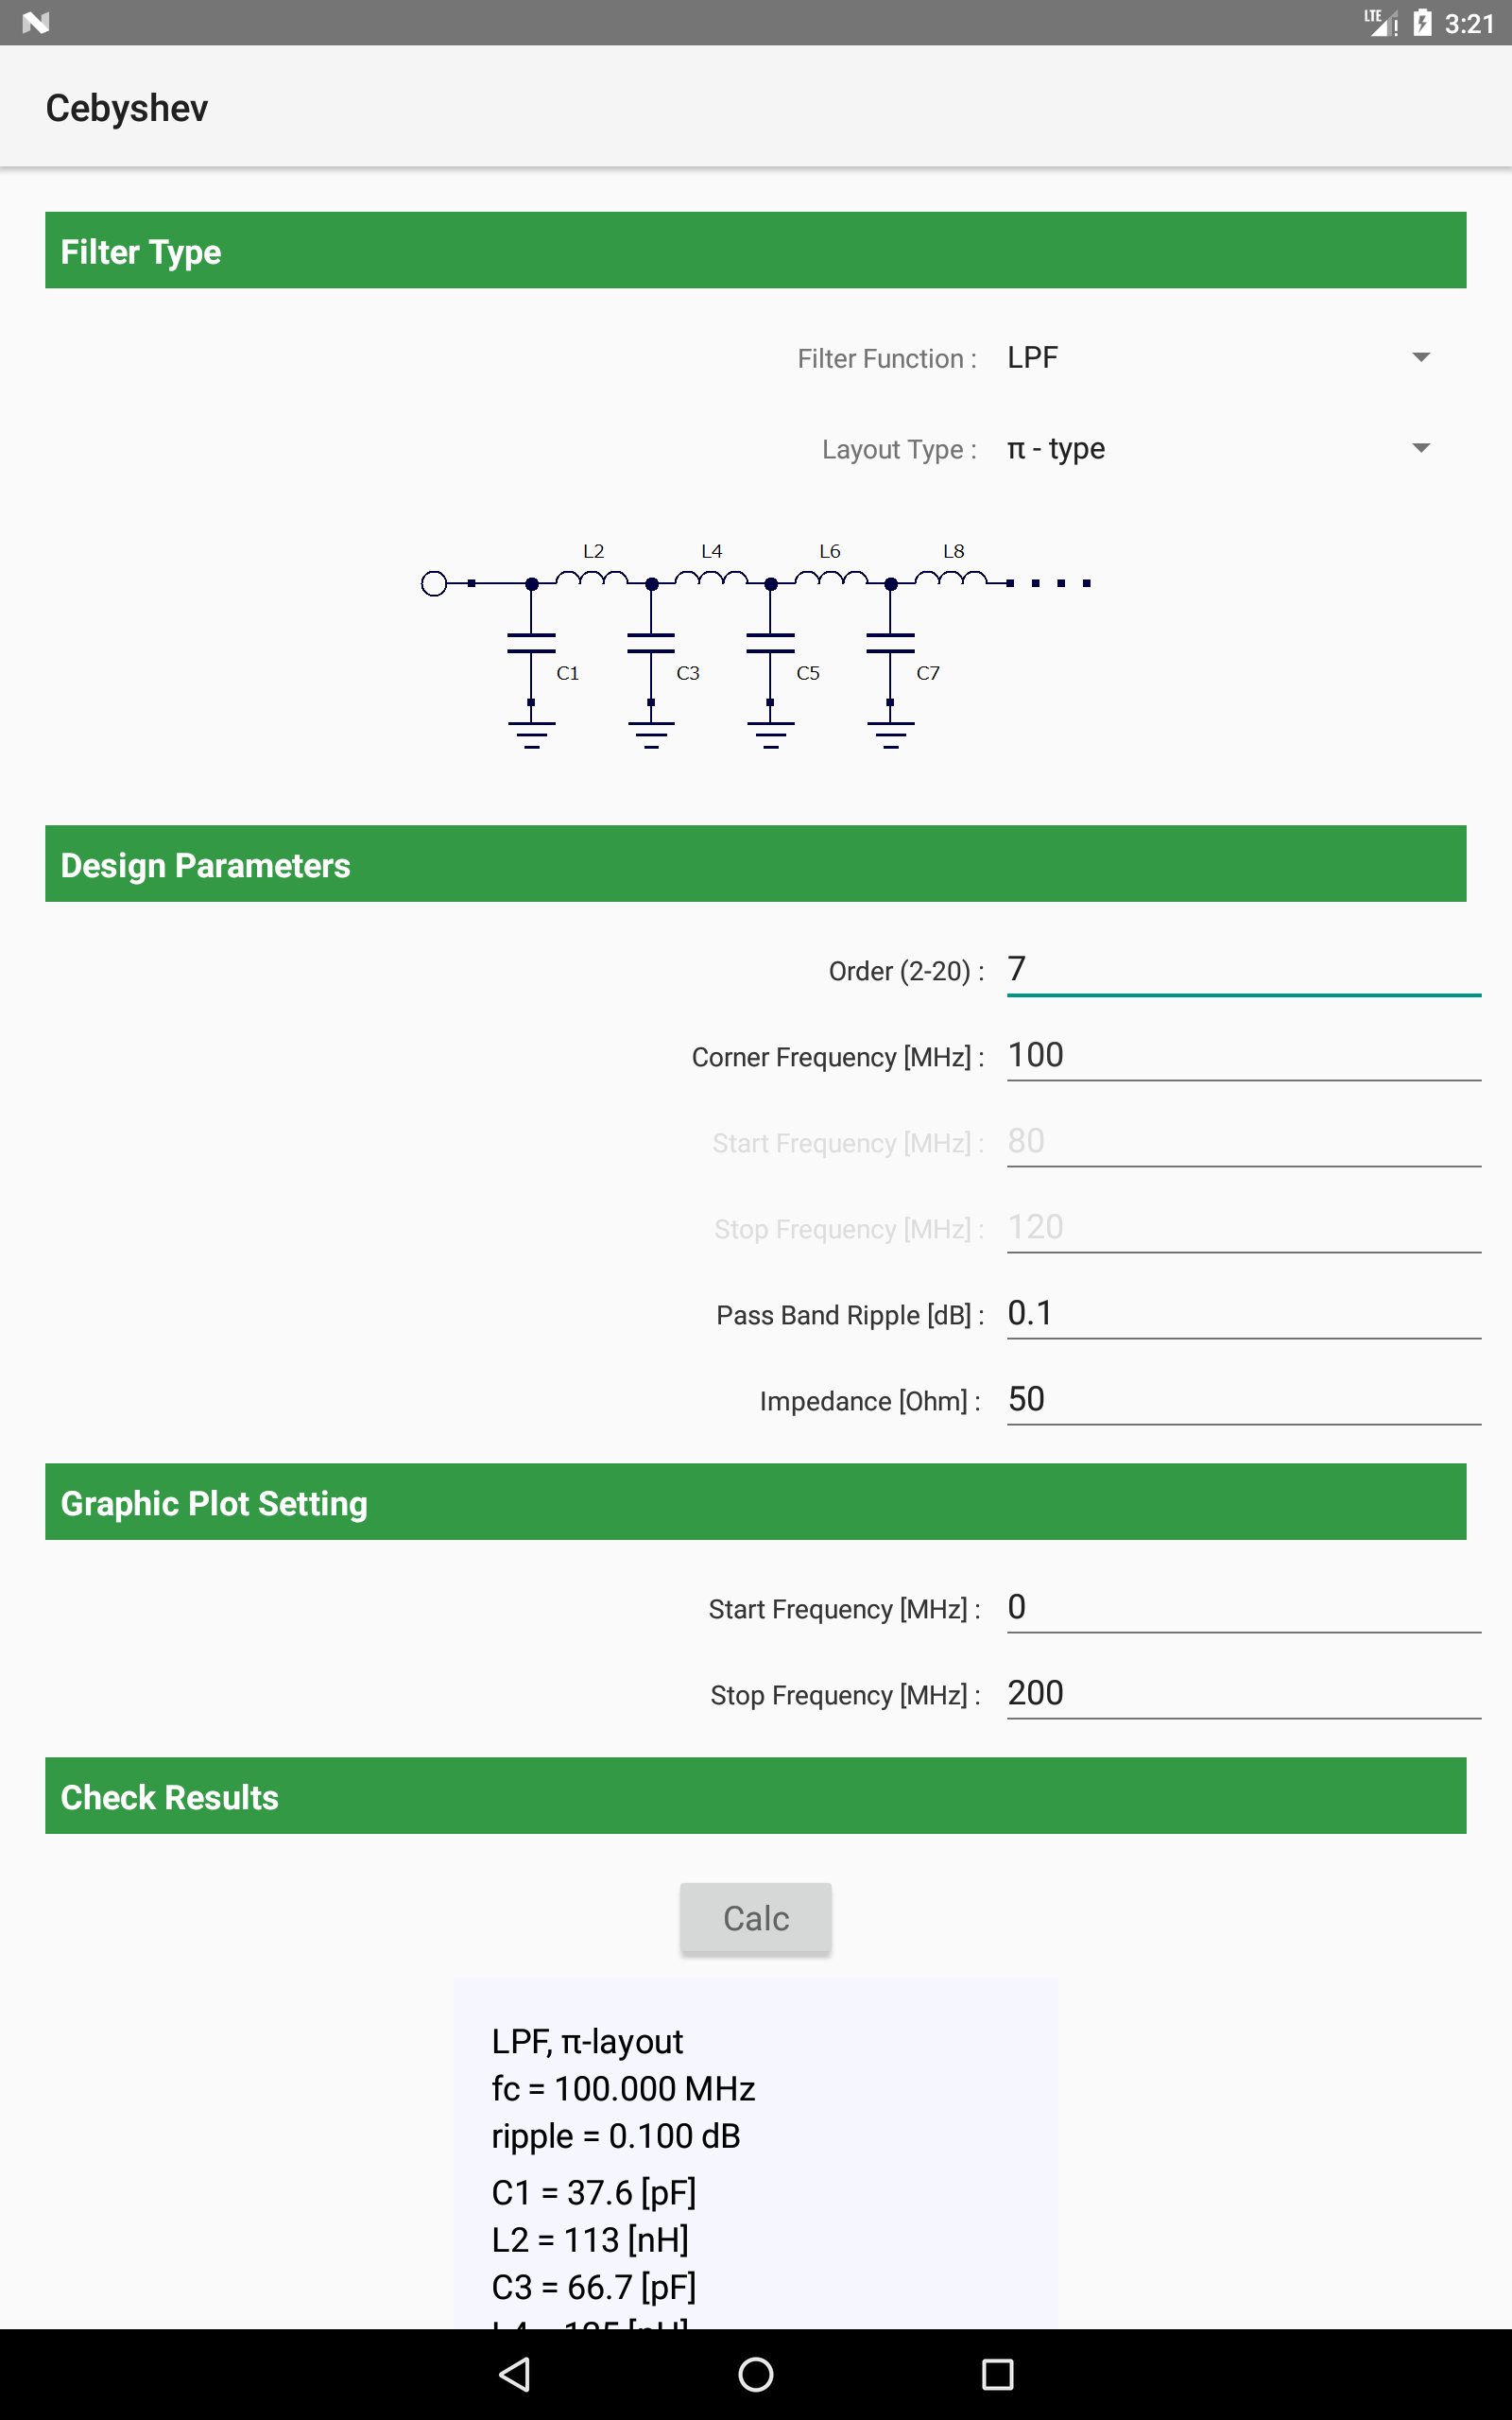 LTE 3:21
Cebyshev
Filter Type
Filter Function : LPF
Layout Type : π - type
L2 L4 L6 L8
C1 C3 C5 C7
Design Parameters
Order (2-20) : 7
Corner Frequency [MHz] : 100
Start Frequency [MHz] : 80
Stop Frequency [MHz] : 120
Pass Band Ripple [dB] : 0.1
Impedance [Ohm] : 50
Graphic Plot Setting
Start Frequency [MHz] : 0
Stop Frequency [MHz] : 200
Check Results
Calc
LPF, π-layout
fc = 100.000 MHz
ripple = 0.100 dB
C1 = 37.6 [pF]
L2 = 113 [nH]
C3 = 66.7 [pF]